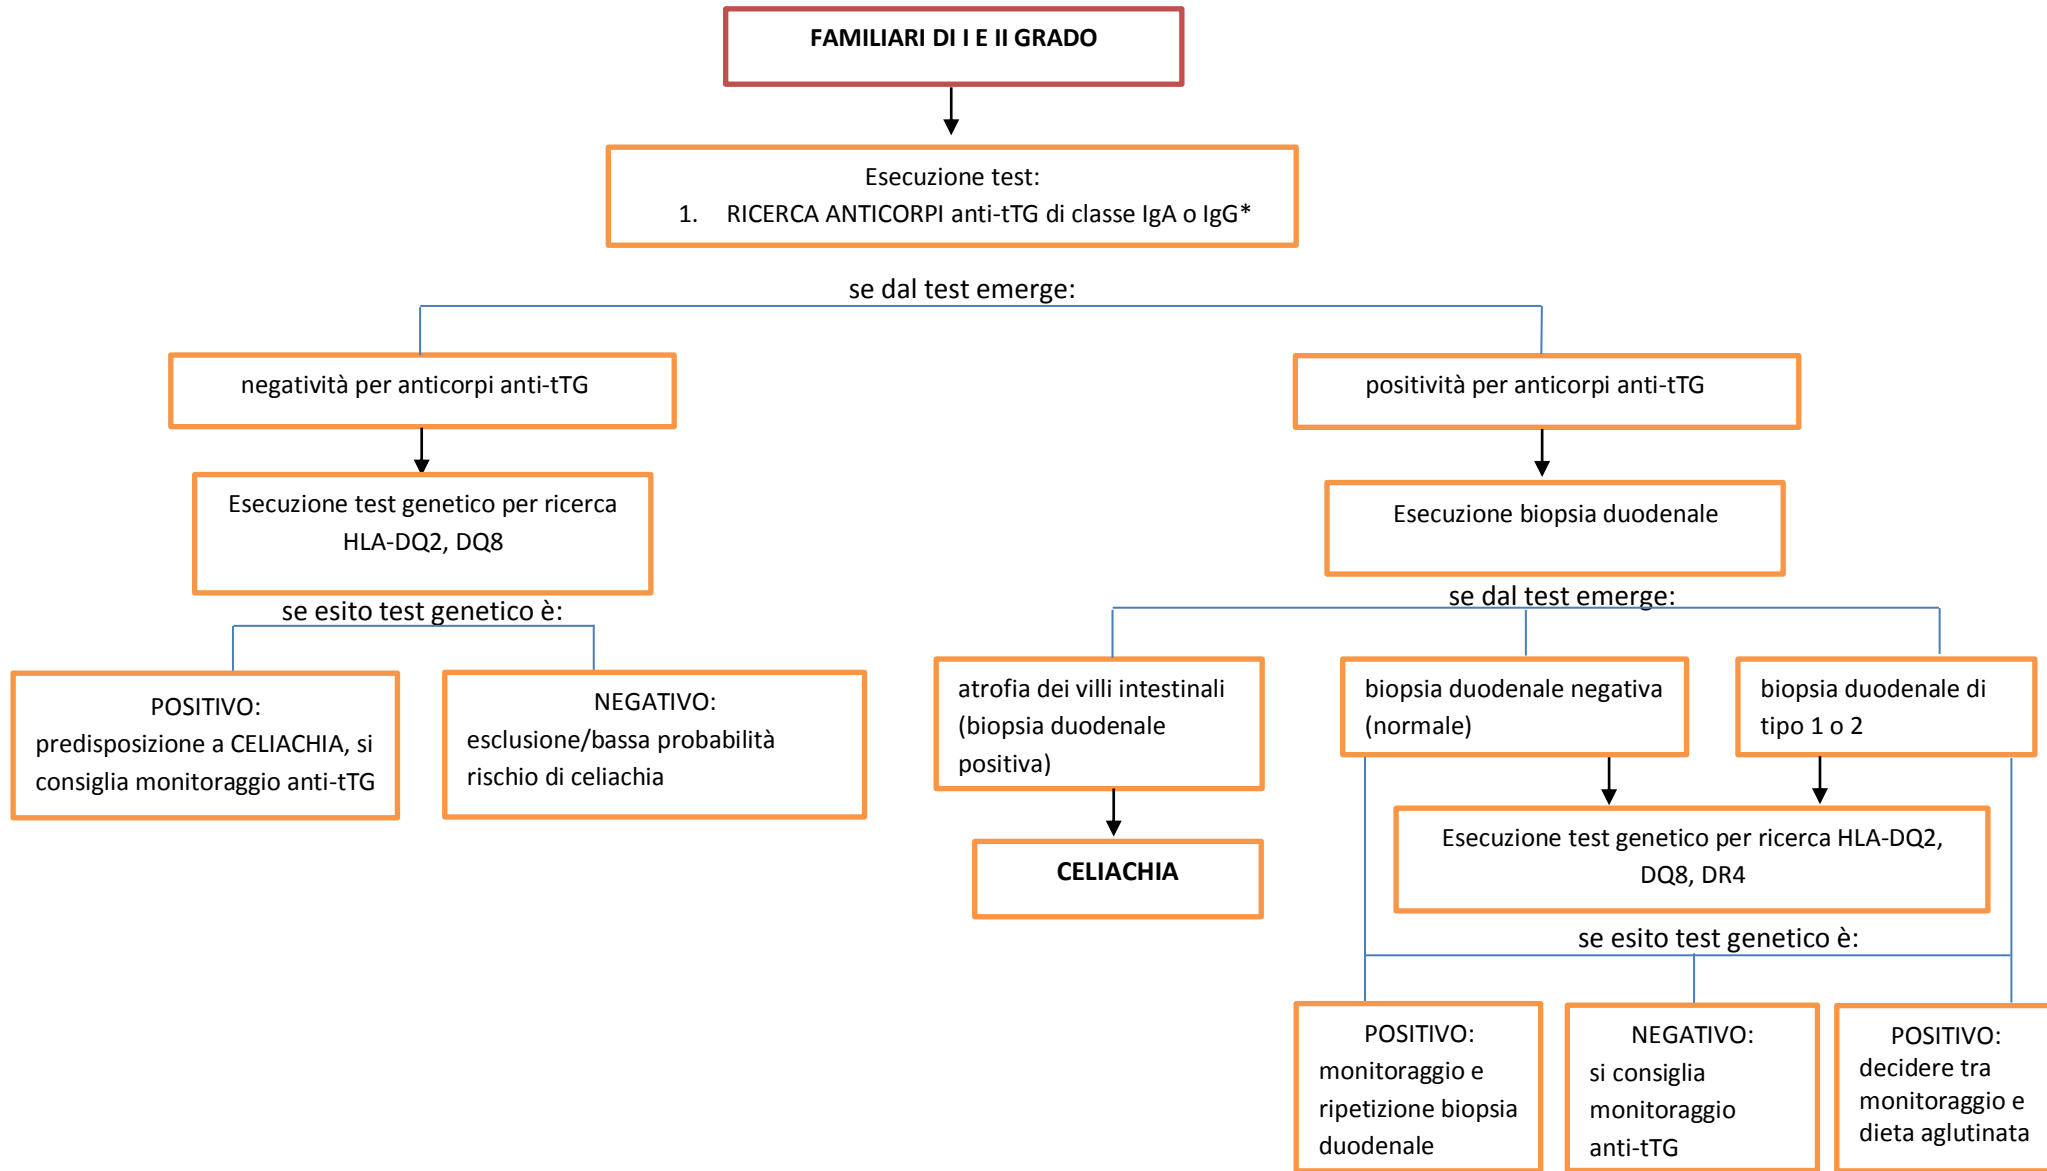 FAMILIARI DI I E II GRADO
Esecuzione test:
1. RICERCA ANTICORPI anti-tTG di classe IgA o IgG*
se dal test emerge:
negatività per anticorpi anti-tTG
positività per anticorpi anti-tTG
Esecuzione test genetico per ricerca
HLA-DQ2, DQ8
Esecuzione biopsia duodenale
se esito test genetico è:
se dal test emerge:
POSITIVO:
predisposizione a CELIACHIA, si
consiglia monitoraggio anti-tTG
NEGATIVO:
esclusione/bassa probabilità
rischio di celiachia
atrofia dei villi intestinali
(biopsia duodenale
positiva)
biopsia duodenale negativa
(normale)
biopsia duodenale di
tipo 1 o 2
CELIACHIA
Esecuzione test genetico per ricerca HLA-DQ2,
DQ8, DR4
se esito test genetico è:
POSITIVO:
monitoraggio e
ripetizione biopsia
duodenale
NEGATIVO:
si consiglia
monitoraggio
anti-tTG
POSITIVO:
decidere tra
monitoraggio e
dieta aglutinata